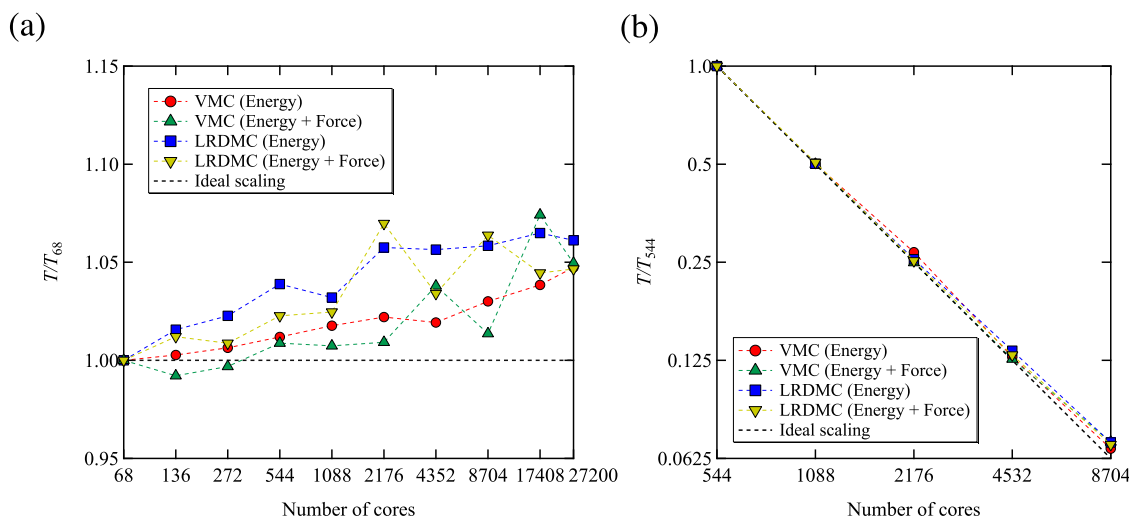 (a)
1.15
1.10
1.05
1.00
0.95
T/T68
VMC (Energy)
VMC (Energy + Force)
LRDMC (Energy)
LRDMC (Energy + Force)
Ideal scaling
68 136 272 544 1088 2176 4352 8704 17408 27200
Number of cores
(b)
1.0
0.5
0.25
0.125
0.0625
T/T544
VMC (Energy)
VMC (Energy + Force)
LRDMC (Energy)
LRDMC (Energy + Force)
Ideal scaling
544 1088 2176 4532 8704
Number of cores